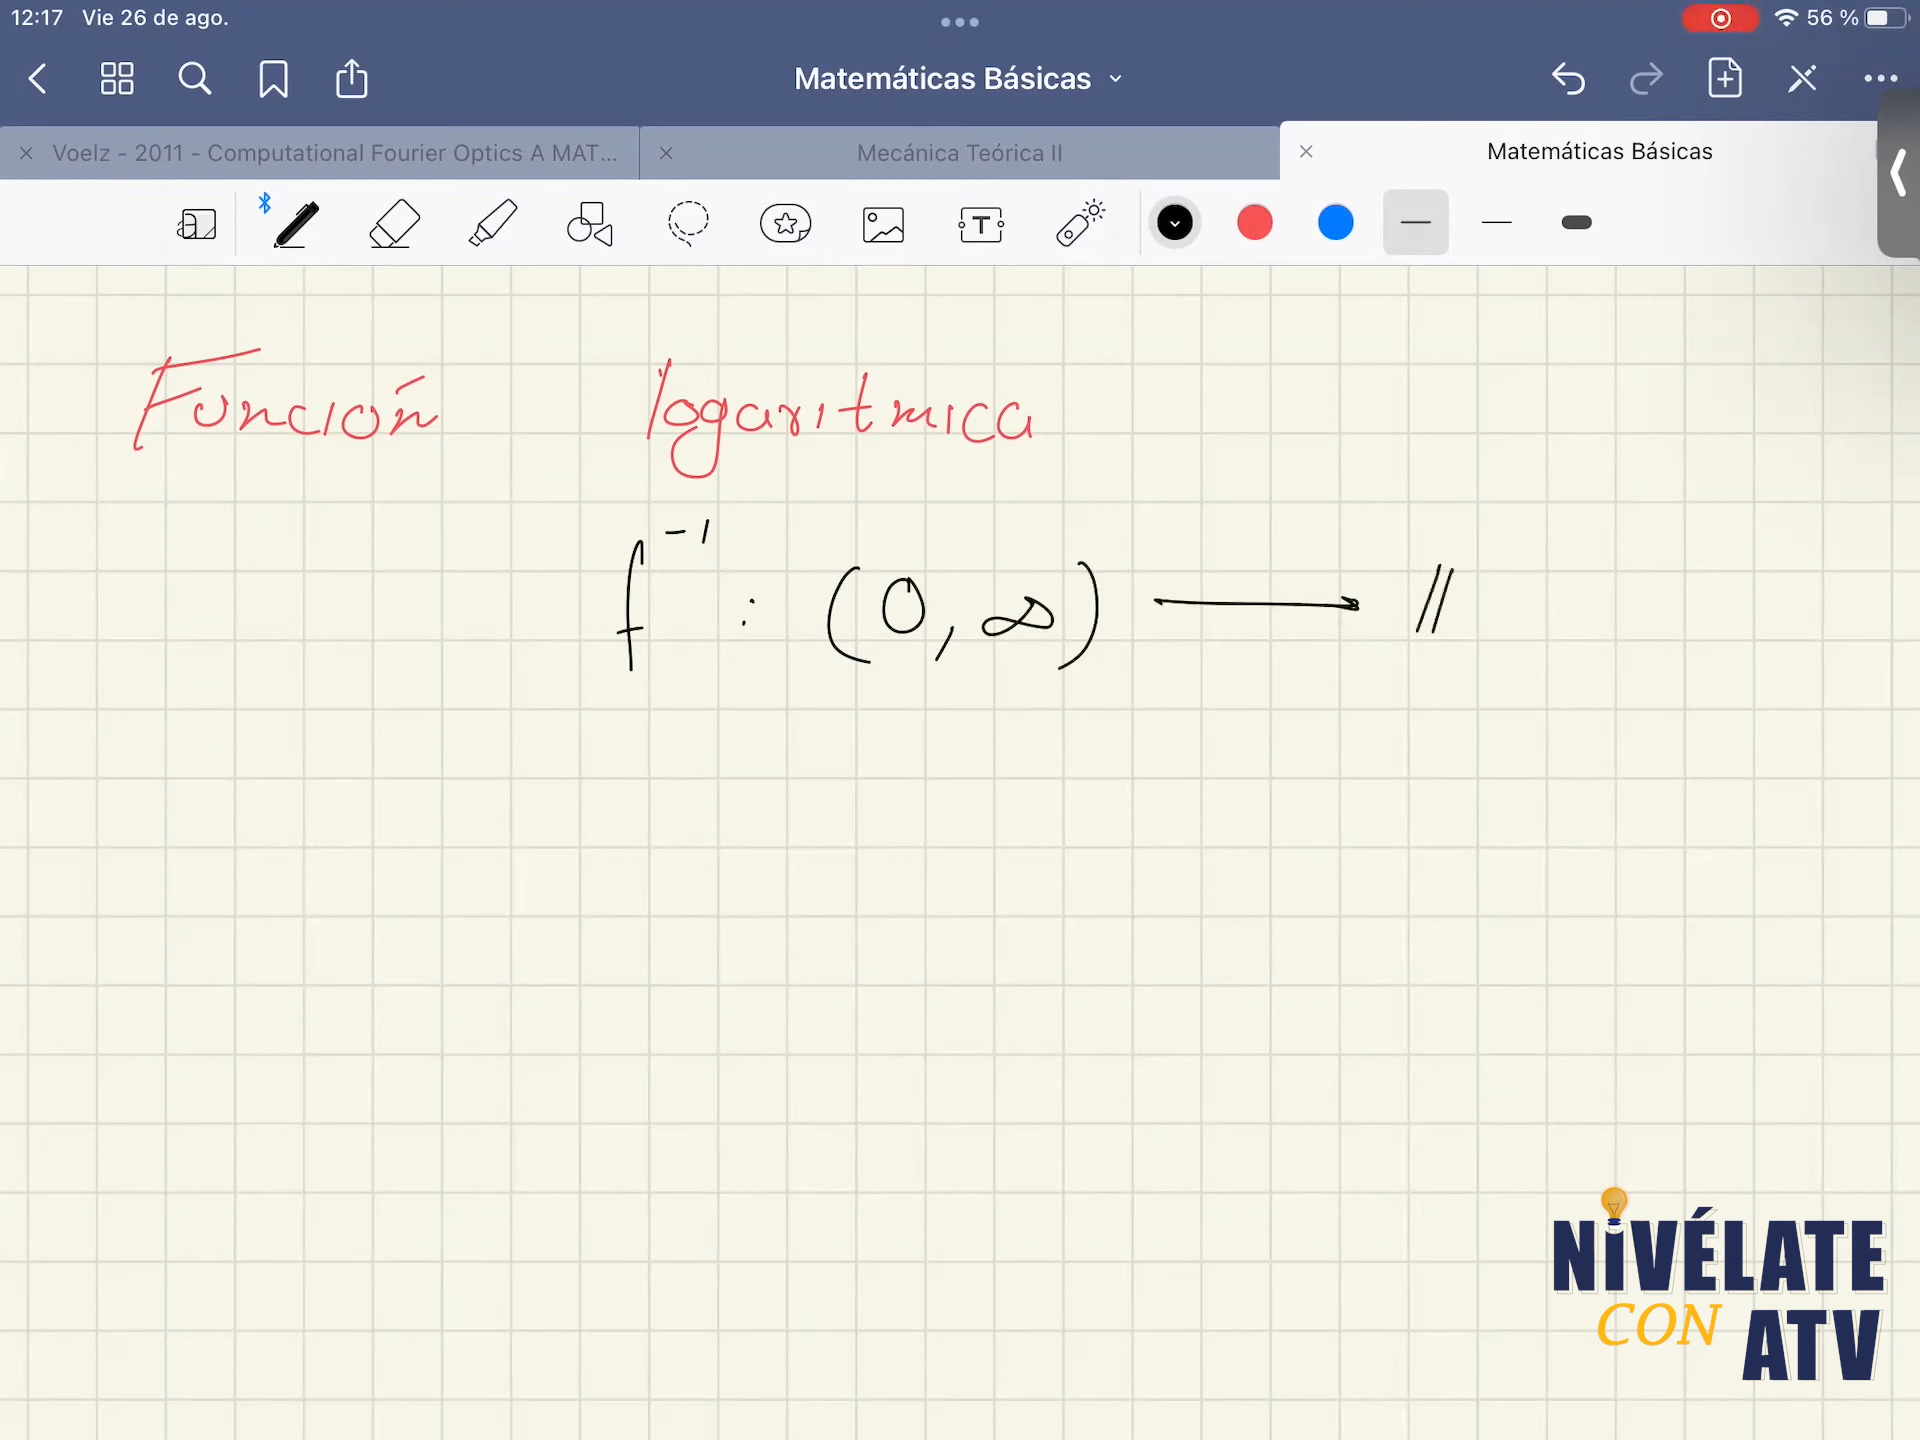 12:17 Vie 26 de ago. 56 %
Matemáticas Básicas
Voelz - 2011 - Computational Fourier Optics A MAT... Mecánica Teórica II Matemáticas Básicas
Función logarítmica
f⁻¹ : (0, ∞) ⟶ //
NIVÉLATE
CON
ATV